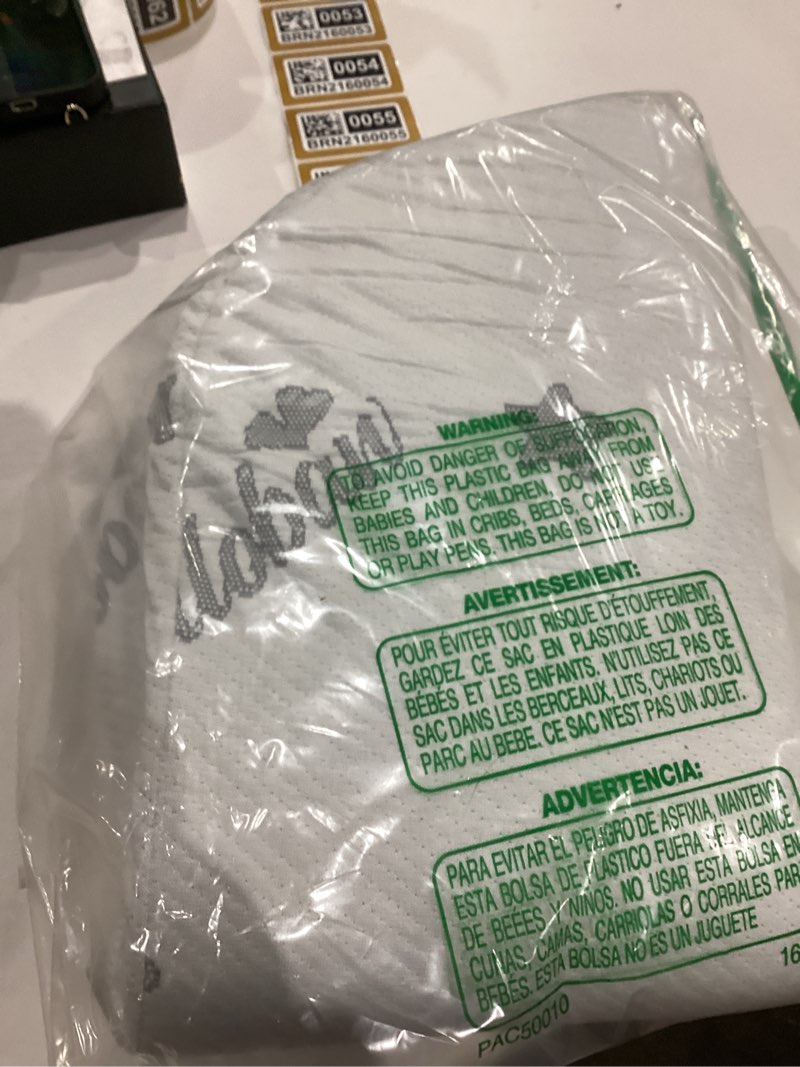 62
0053
BRN2160053
0054
BRN2160054
0055
BRN2160055
WARNING:
TO AVOID DANGER OF SUFFOCATION,
KEEP THIS PLASTIC BAG AWAY FROM
BABIES AND CHILDREN. DO NOT USE
THIS BAG IN CRIBS, BEDS, CARRIAGES
OR PLAY PENS. THIS BAG IS NOT A TOY.
AVERTISSEMENT:
POUR ÉVITER TOUT RISQUE D'ÉTOUFFEMENT,
GARDEZ CE SAC EN PLASTIQUE LOIN DES
BÉBÉS ET LES ENFANTS. N'UTILISEZ PAS CE
SAC DANS LES BERCEAUX, LITS, CHARIOTS OU
PARC AU BEBE. CE SAC N'EST PAS UN JOUET.
ADVERTENCIA:
PARA EVITAR EL PELIGRO DE ASFIXIA, MANTENGA
ESTA BOLSA DE PLASTICO FUERA DEL ALCANCE
DE BEBES Y NINOS. NO USAR ESTA BOLSA EN
CUNAS, CAMAS, CARRIOLAS O CORRALES PARA
BEBES. ESTA BOLSA NO ES UN JUGUETE
PAC50010
16